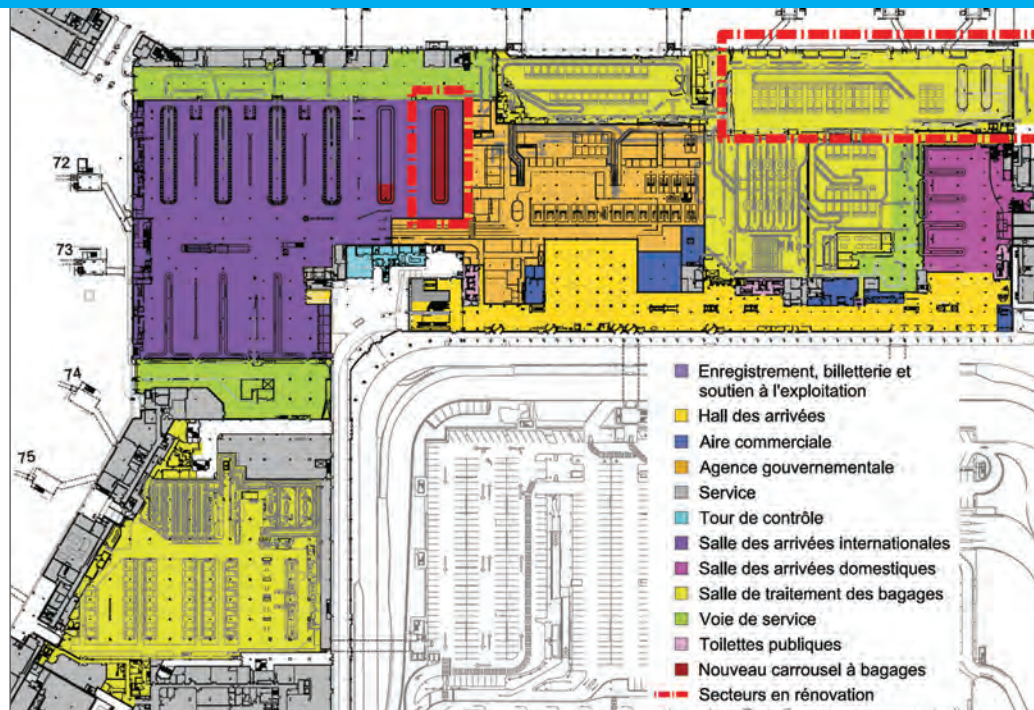 72
73
74
75
Enregistrement, billetterie et
soutien à l'exploitation
Hall des arrivées
Aire commerciale
Agence gouvernementale
Service
Tour de contrôle
Salle des arrivées internationales
Salle des arrivées domestiques
Salle de traitement des bagages
Voie de service
Toilettes publiques
Nouveau carrousel à bagages
Secteurs en rénovation